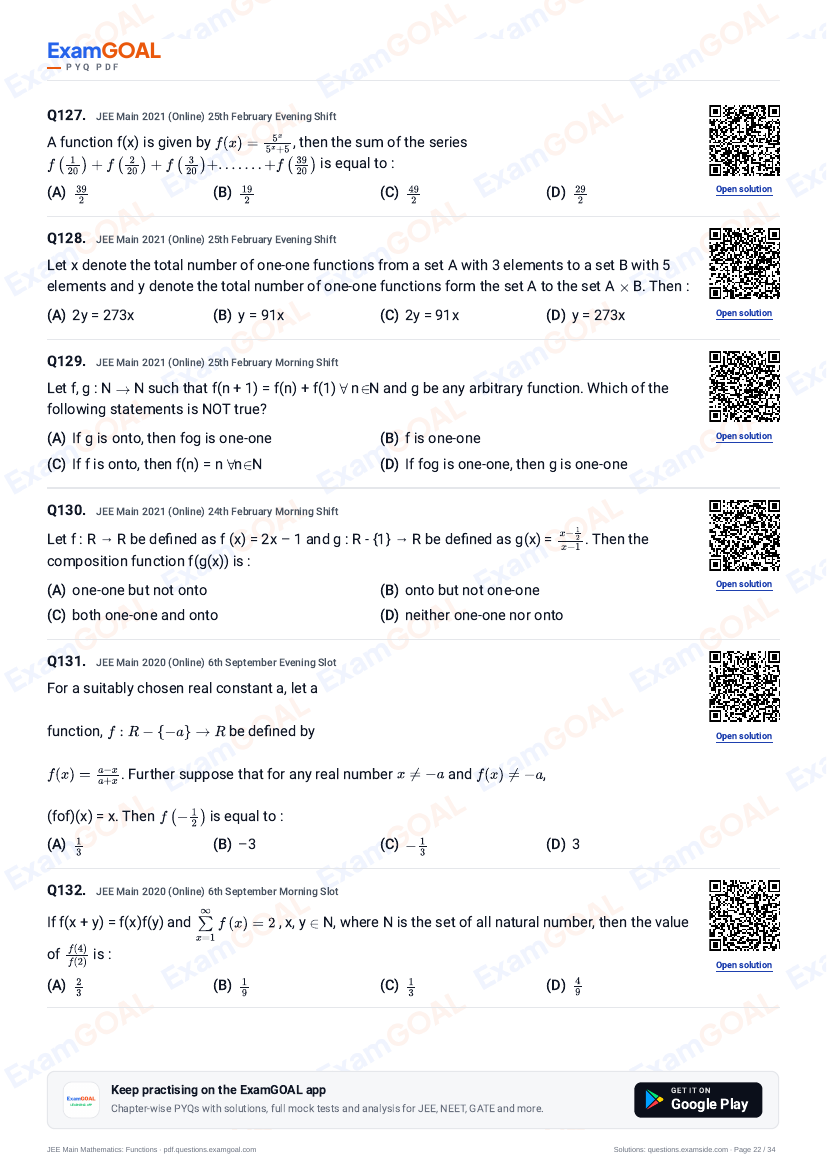 ExamGOAL
PYQ PDF
Q127. JEE Main 2021 (Online) 25th February Evening Shift
A function f(x) is given by f(x) = 5^x/(5^x+5), then the sum of the series
f(1/20) + f(2/20) + f(3/20)+.......+f(39/20) is equal to :
(A) 39/2 (B) 19/2 (C) 49/2 (D) 29/2
Open solution
Q128. JEE Main 2021 (Online) 25th February Evening Shift
Let x denote the total number of one-one functions from a set A with 3 elements to a set B with 5
elements and y denote the total number of one-one functions form the set A to the set A × B. Then :
(A) 2y = 273x (B) y = 91x (C) 2y = 91x (D) y = 273x
Open solution
Q129. JEE Main 2021 (Online) 25th February Morning Shift
Let f, g : N → N such that f(n + 1) = f(n) + f(1) ∀ n∈N and g be any arbitrary function. Which of the
following statements is NOT true?
(A) If g is onto, then fog is one-one (B) f is one-one
(C) If f is onto, then f(n) = n ∀n∈N (D) If fog is one-one, then g is one-one
Open solution
Q130. JEE Main 2021 (Online) 24th February Morning Shift
Let f : R → R be defined as f (x) = 2x – 1 and g : R - {1} → R be defined as g(x) = (x−1/2)/(x−1). Then the
composition function f(g(x)) is :
(A) one-one but not onto (B) onto but not one-one
(C) both one-one and onto (D) neither one-one nor onto
Open solution
Q131. JEE Main 2020 (Online) 6th September Evening Slot
For a suitably chosen real constant a, let a
function, f : R − {−a} → R be defined by
f(x) = (a−x)/(a+x). Further suppose that for any real number x ≠ −a and f(x) ≠ −a,
(fof)(x) = x. Then f(−1/2) is equal to :
(A) 1/3 (B) –3 (C) −1/3 (D) 3
Open solution
Q132. JEE Main 2020 (Online) 6th September Morning Slot
If f(x + y) = f(x)f(y) and ∑_{x=1}^{∞} f(x) = 2 , x, y ∈ N, where N is the set of all natural number, then the value
of f(4)/f(2) is :
(A) 2/3 (B) 1/9 (C) 1/3 (D) 4/9
Open solution
ExamGOAL
Keep practising on the ExamGOAL app
Chapter-wise PYQs with solutions, full mock tests and analysis for JEE, NEET, GATE and more.
GET IT ON
Google Play
JEE Main Mathematics: Functions · pdf.questions.examgoal.com
Solutions: questions.examside.com · Page 22 / 34